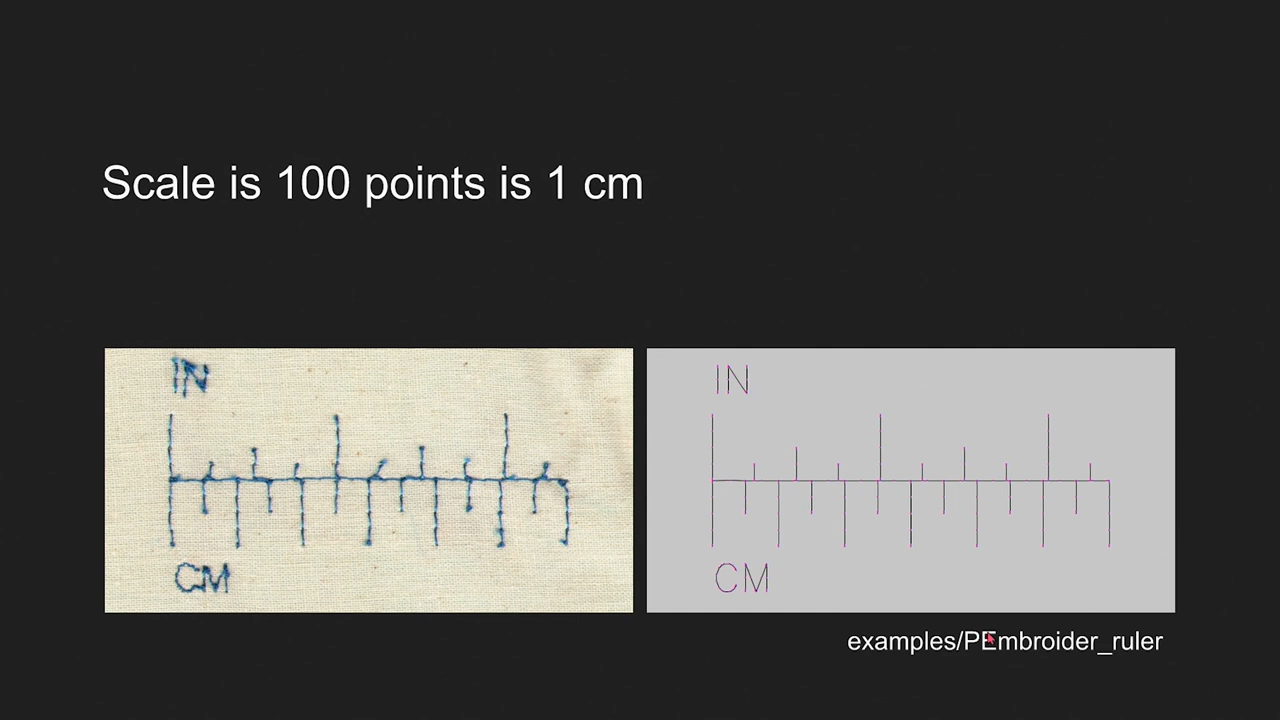 Scale is 100 points is 1 cm
IN
IN
CM
CM
examples/PEmbroider_ruler